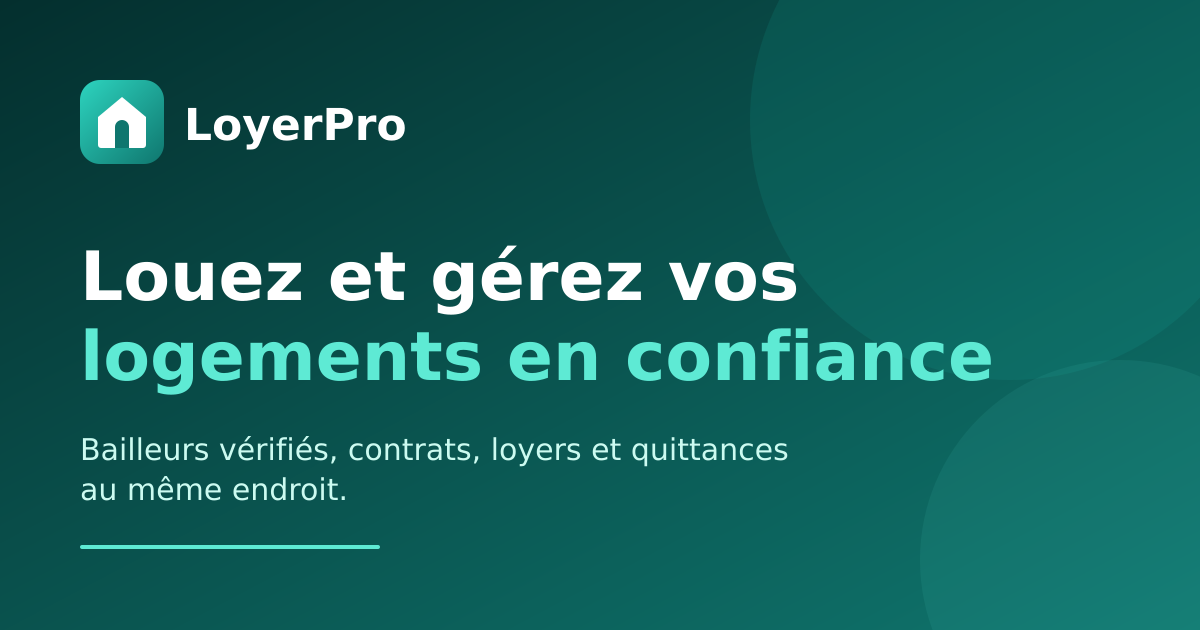 LoyerPro
Louez et gérez vos
logements en confiance
Bailleurs vérifiés, contrats, loyers et quittances
au même endroit.